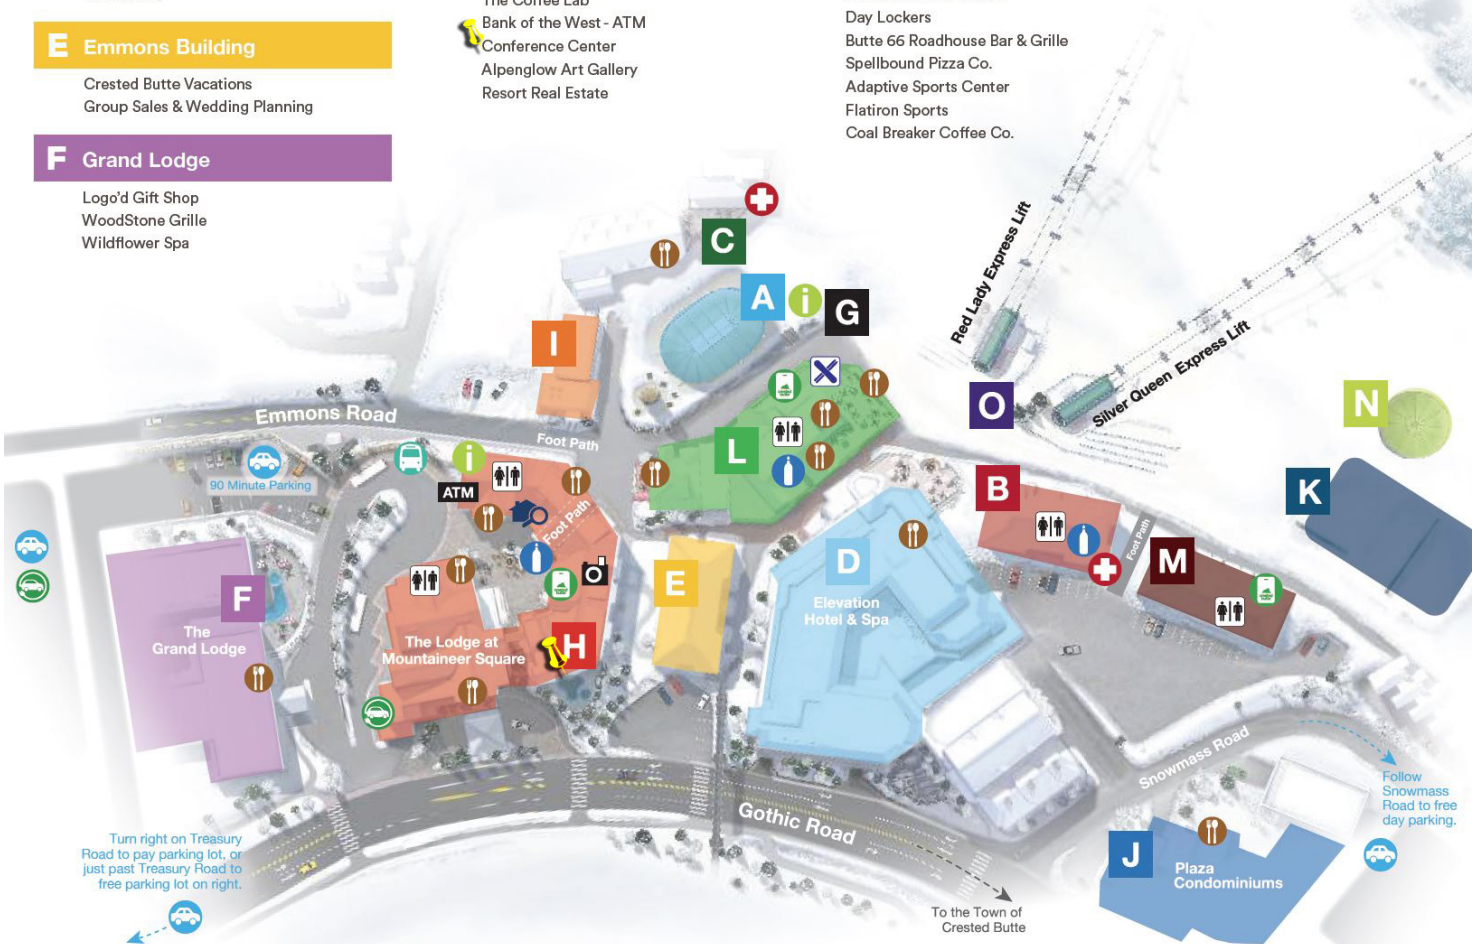 The Coffee Lab
Bank of the West - ATM
Conference Center
Alpenglow Art Gallery
Resort Real Estate
Day Lockers
Butte 66 Roadhouse Bar & Grille
Spellbound Pizza Co.
Adaptive Sports Center
Flatiron Sports
Coal Breaker Coffee Co.
E Emmons Building
Crested Butte Vacations
Group Sales & Wedding Planning
F Grand Lodge
Logo'd Gift Shop
WoodStone Grille
Wildflower Spa
C
A
i
G
I
Red Lady Express Lift
Silver Queen Express Lift
O
N
Emmons Road
Foot Path
L
90 Minute Parking
i
ATM
Foot Path
B
K
Foot Path
M
F
The
Grand Lodge
E
D
Elevation
Hotel & Spa
The Lodge at
Mountaineer Square
H
Snowmass Road
Gothic Road
Follow
Snowmass
Road to free
day parking.
Turn right on Treasury
Road to pay parking lot, or
just past Treasury Road to
free parking lot on right.
J
Plaza
Condominiums
To the Town of
Crested Butte